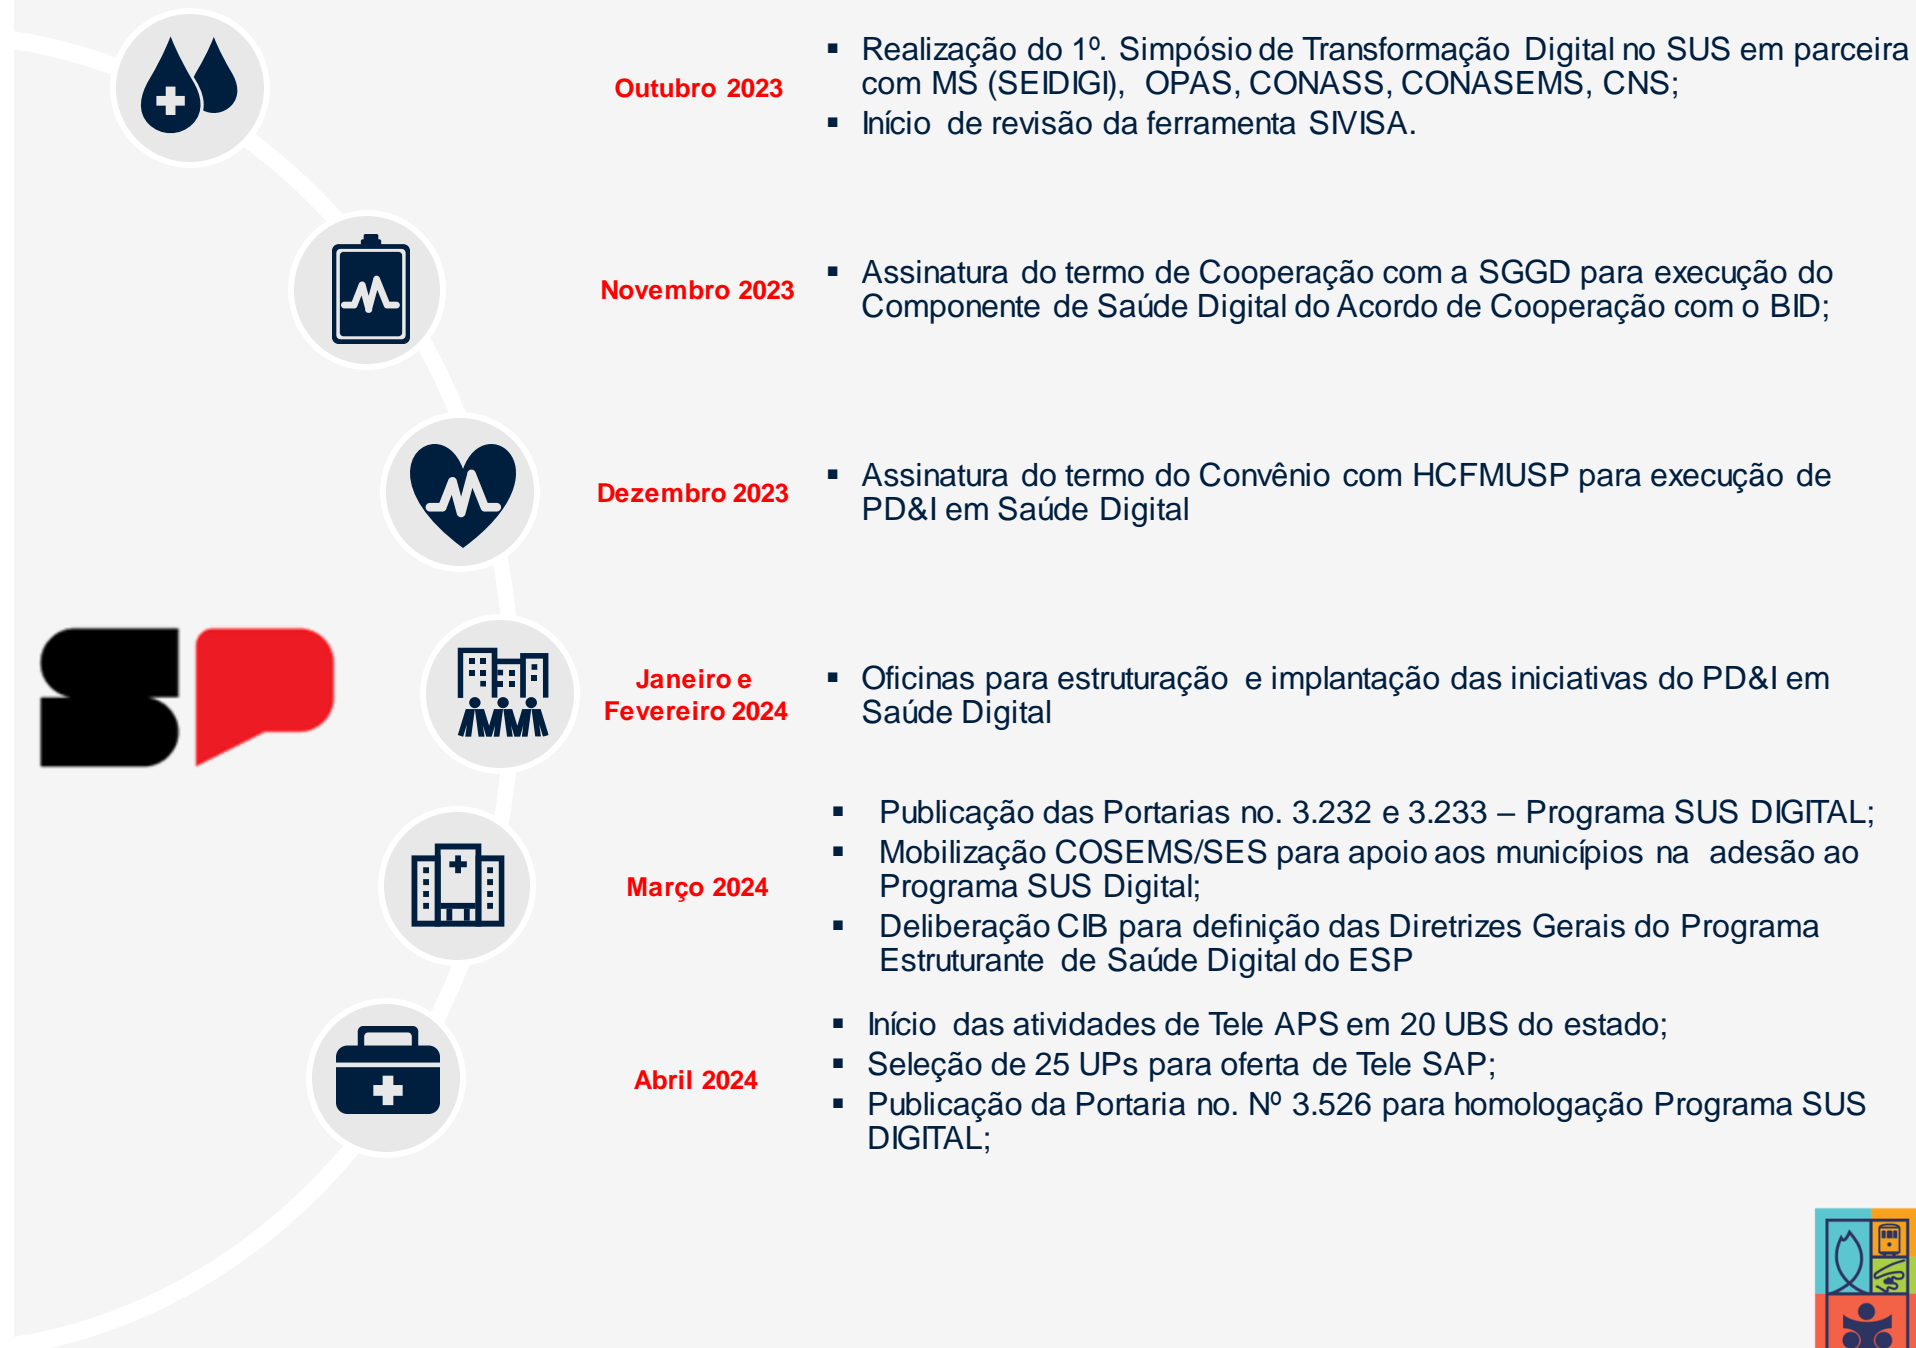 Outubro 2023
▪ Realização do 1º. Simpósio de Transformação Digital no SUS em parceira
com MS (SEIDIGI), OPAS, CONASS, CONASEMS, CNS;
▪ Início de revisão da ferramenta SIVISA.
Novembro 2023
▪ Assinatura do termo de Cooperação com a SGGD para execução do
Componente de Saúde Digital do Acordo de Cooperação com o BID;
Dezembro 2023
▪ Assinatura do termo do Convênio com HCFMUSP para execução de
PD&I em Saúde Digital
SP
Janeiro e
Fevereiro 2024
▪ Oficinas para estruturação e implantação das iniciativas do PD&I em
Saúde Digital
Março 2024
▪ Publicação das Portarias no. 3.232 e 3.233 – Programa SUS DIGITAL;
▪ Mobilização COSEMS/SES para apoio aos municípios na adesão ao
Programa SUS Digital;
▪ Deliberação CIB para definição das Diretrizes Gerais do Programa
Estruturante de Saúde Digital do ESP
Abril 2024
▪ Início das atividades de Tele APS em 20 UBS do estado;
▪ Seleção de 25 UPs para oferta de Tele SAP;
▪ Publicação da Portaria no. Nº 3.526 para homologação Programa SUS
DIGITAL;